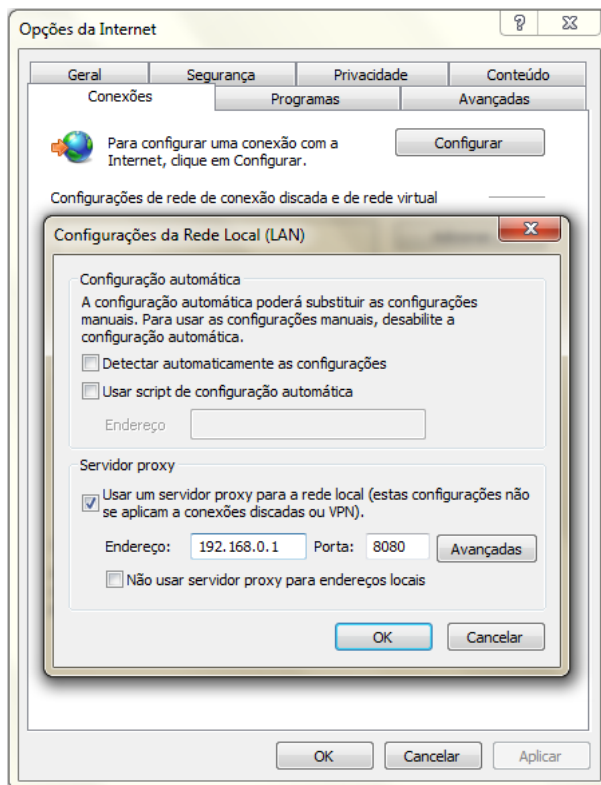 Opções da Internet
Geral
Segurança
Privacidade
Conteúdo
Conexões
Programas
Avançadas
Para configurar uma conexão com a
Internet, clique em Configurar.
Configurar
Configurações de rede de conexão discada e de rede virtual
Configurações da Rede Local (LAN)
Configuração automática
A configuração automática poderá substituir as configurações
manuais. Para usar as configurações manuais, desabilite a
configuração automática.
Detectar automaticamente as configurações
Usar script de configuração automática
Endereço
Servidor proxy
Usar um servidor proxy para a rede local (estas configurações não
se aplicam a conexões discadas ou VPN).
Endereço: 192.168.0.1 Porta: 8080 Avançadas
Não usar servidor proxy para endereços locais
OK Cancelar
OK Cancelar Aplicar